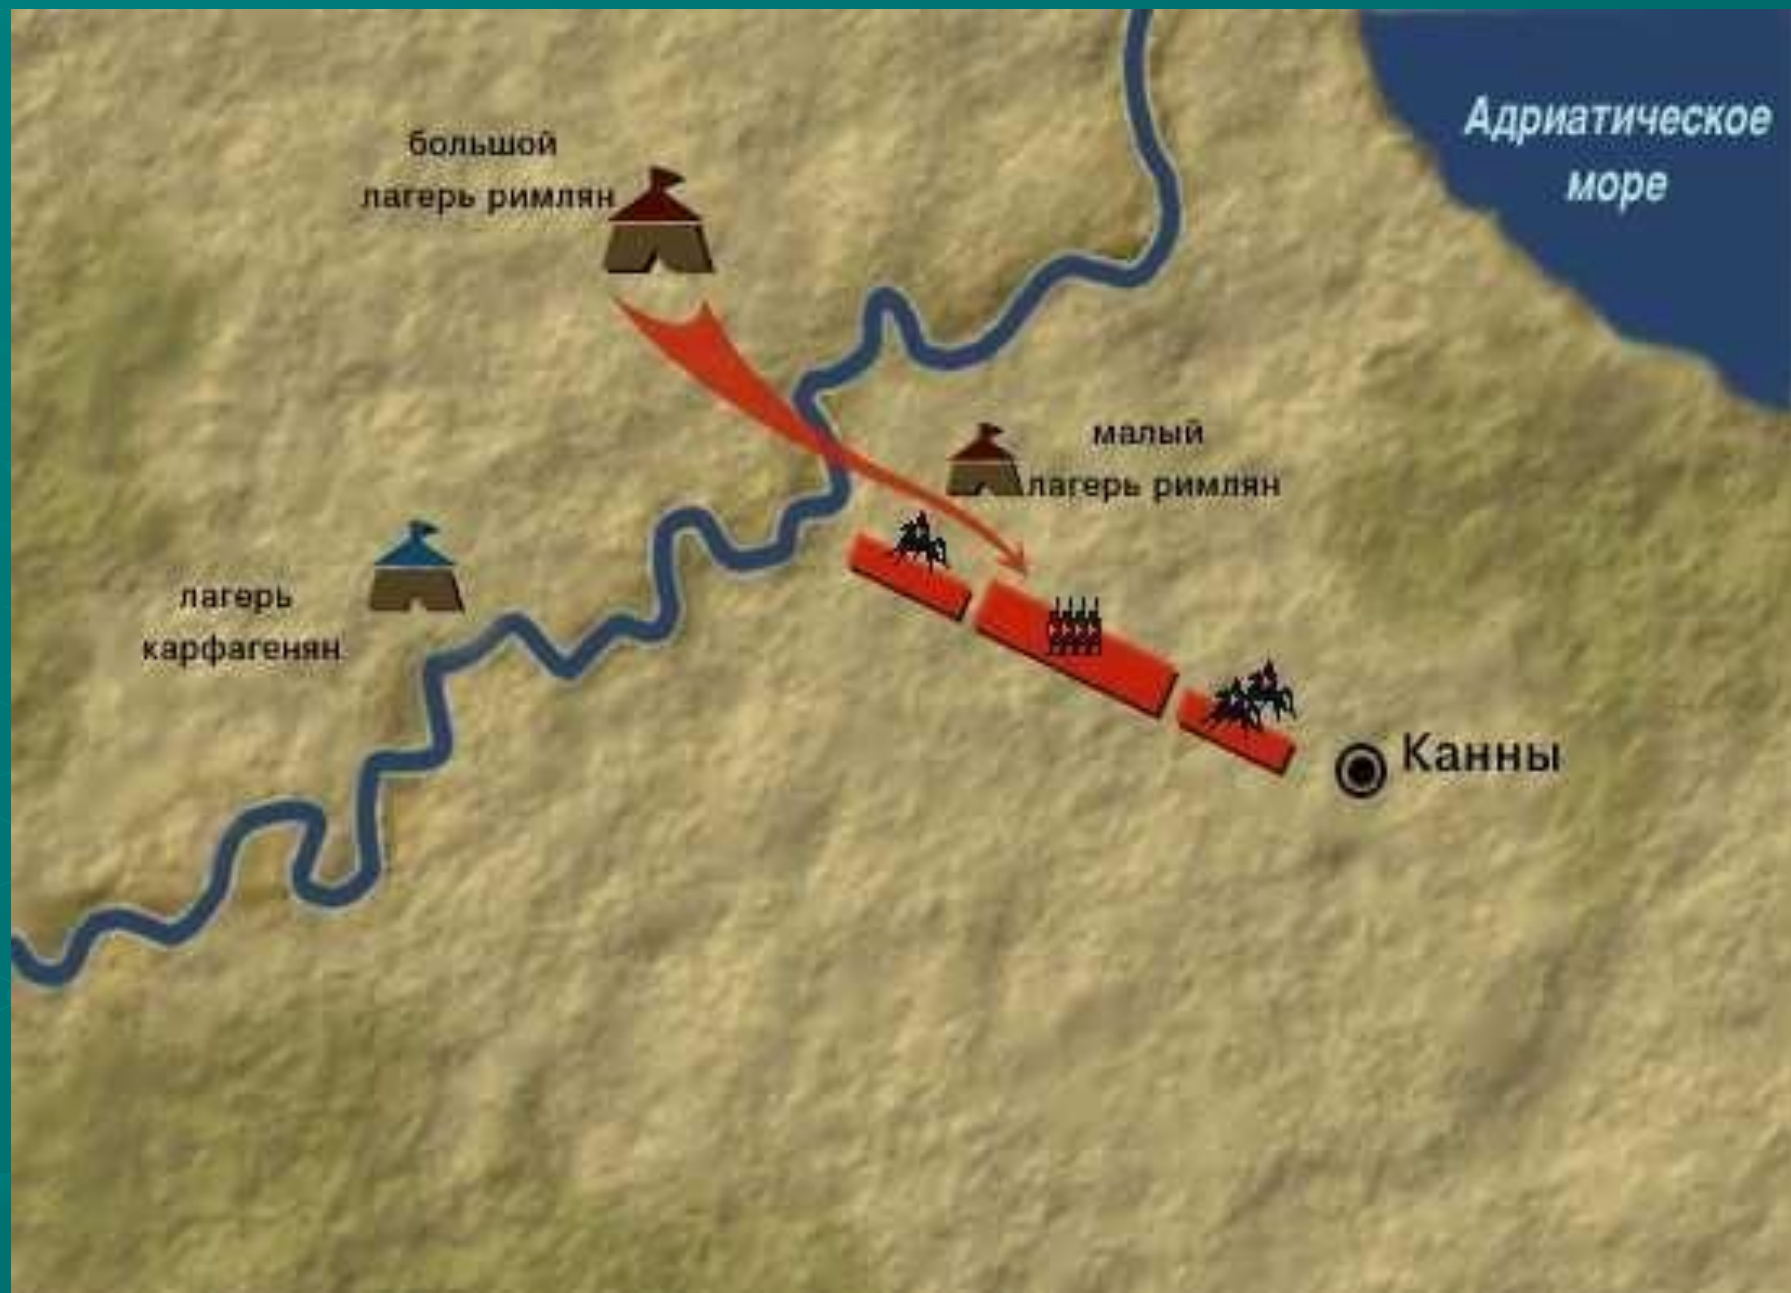 Адриатическое
море
большой
лагерь римлян
малый
лагерь римлян
лагерь
карфагенян
Канны